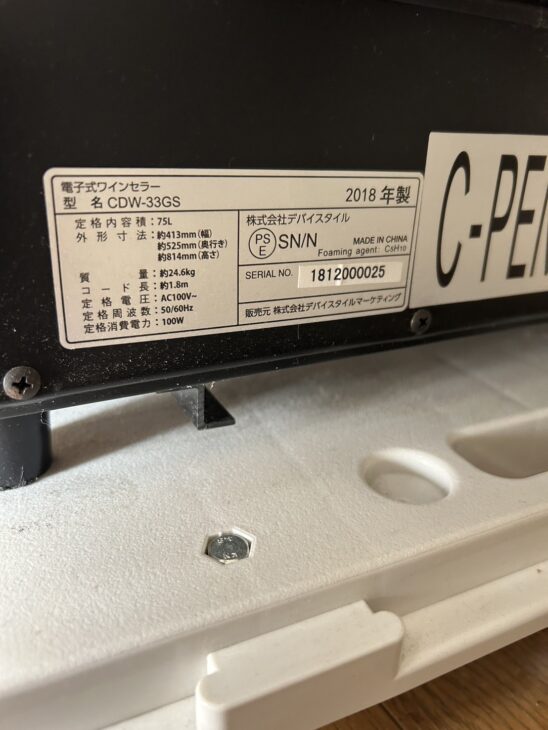 電子式ワインセラー
型 名 CDW-33GS
2018 年製
定格内容積：75L
外形寸法：約413mm(幅)
約525mm(奥行き)
約814mm(高さ)
質量：約24.6kg
コード長：約1.8m
定格電圧：AC100V~
定格周波数：50/60Hz
定格消費電力：100W
株式会社デバイスタイル
PS
E
SN/N
MADE IN CHINA
Foaming agent: C5H10
SERIAL NO. 1812000025
販売元 株式会社デバイスタイルマーケティング
C-PEN